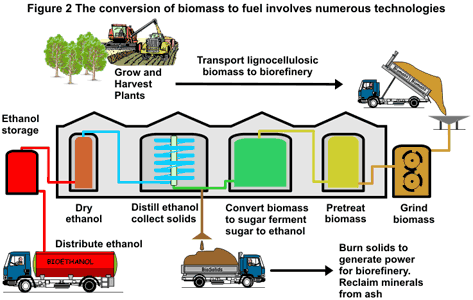 Figure 2 The conversion of biomass to fuel involves numerous technologies
Grow and
Harvest
Plants
Transport lignocellulosic
biomass to biorefinery
Ethanol
storage
Dry
ethanol
Distill ethanol
collect solids
Convert biomass
to sugar ferment
sugar to ethanol
Pretreat
biomass
Grind
biomass
Distribute ethanol
BIOETHANOL
BioSolids
Burn solids to
generate power
for biorefinery.
Reclaim minerals
from ash